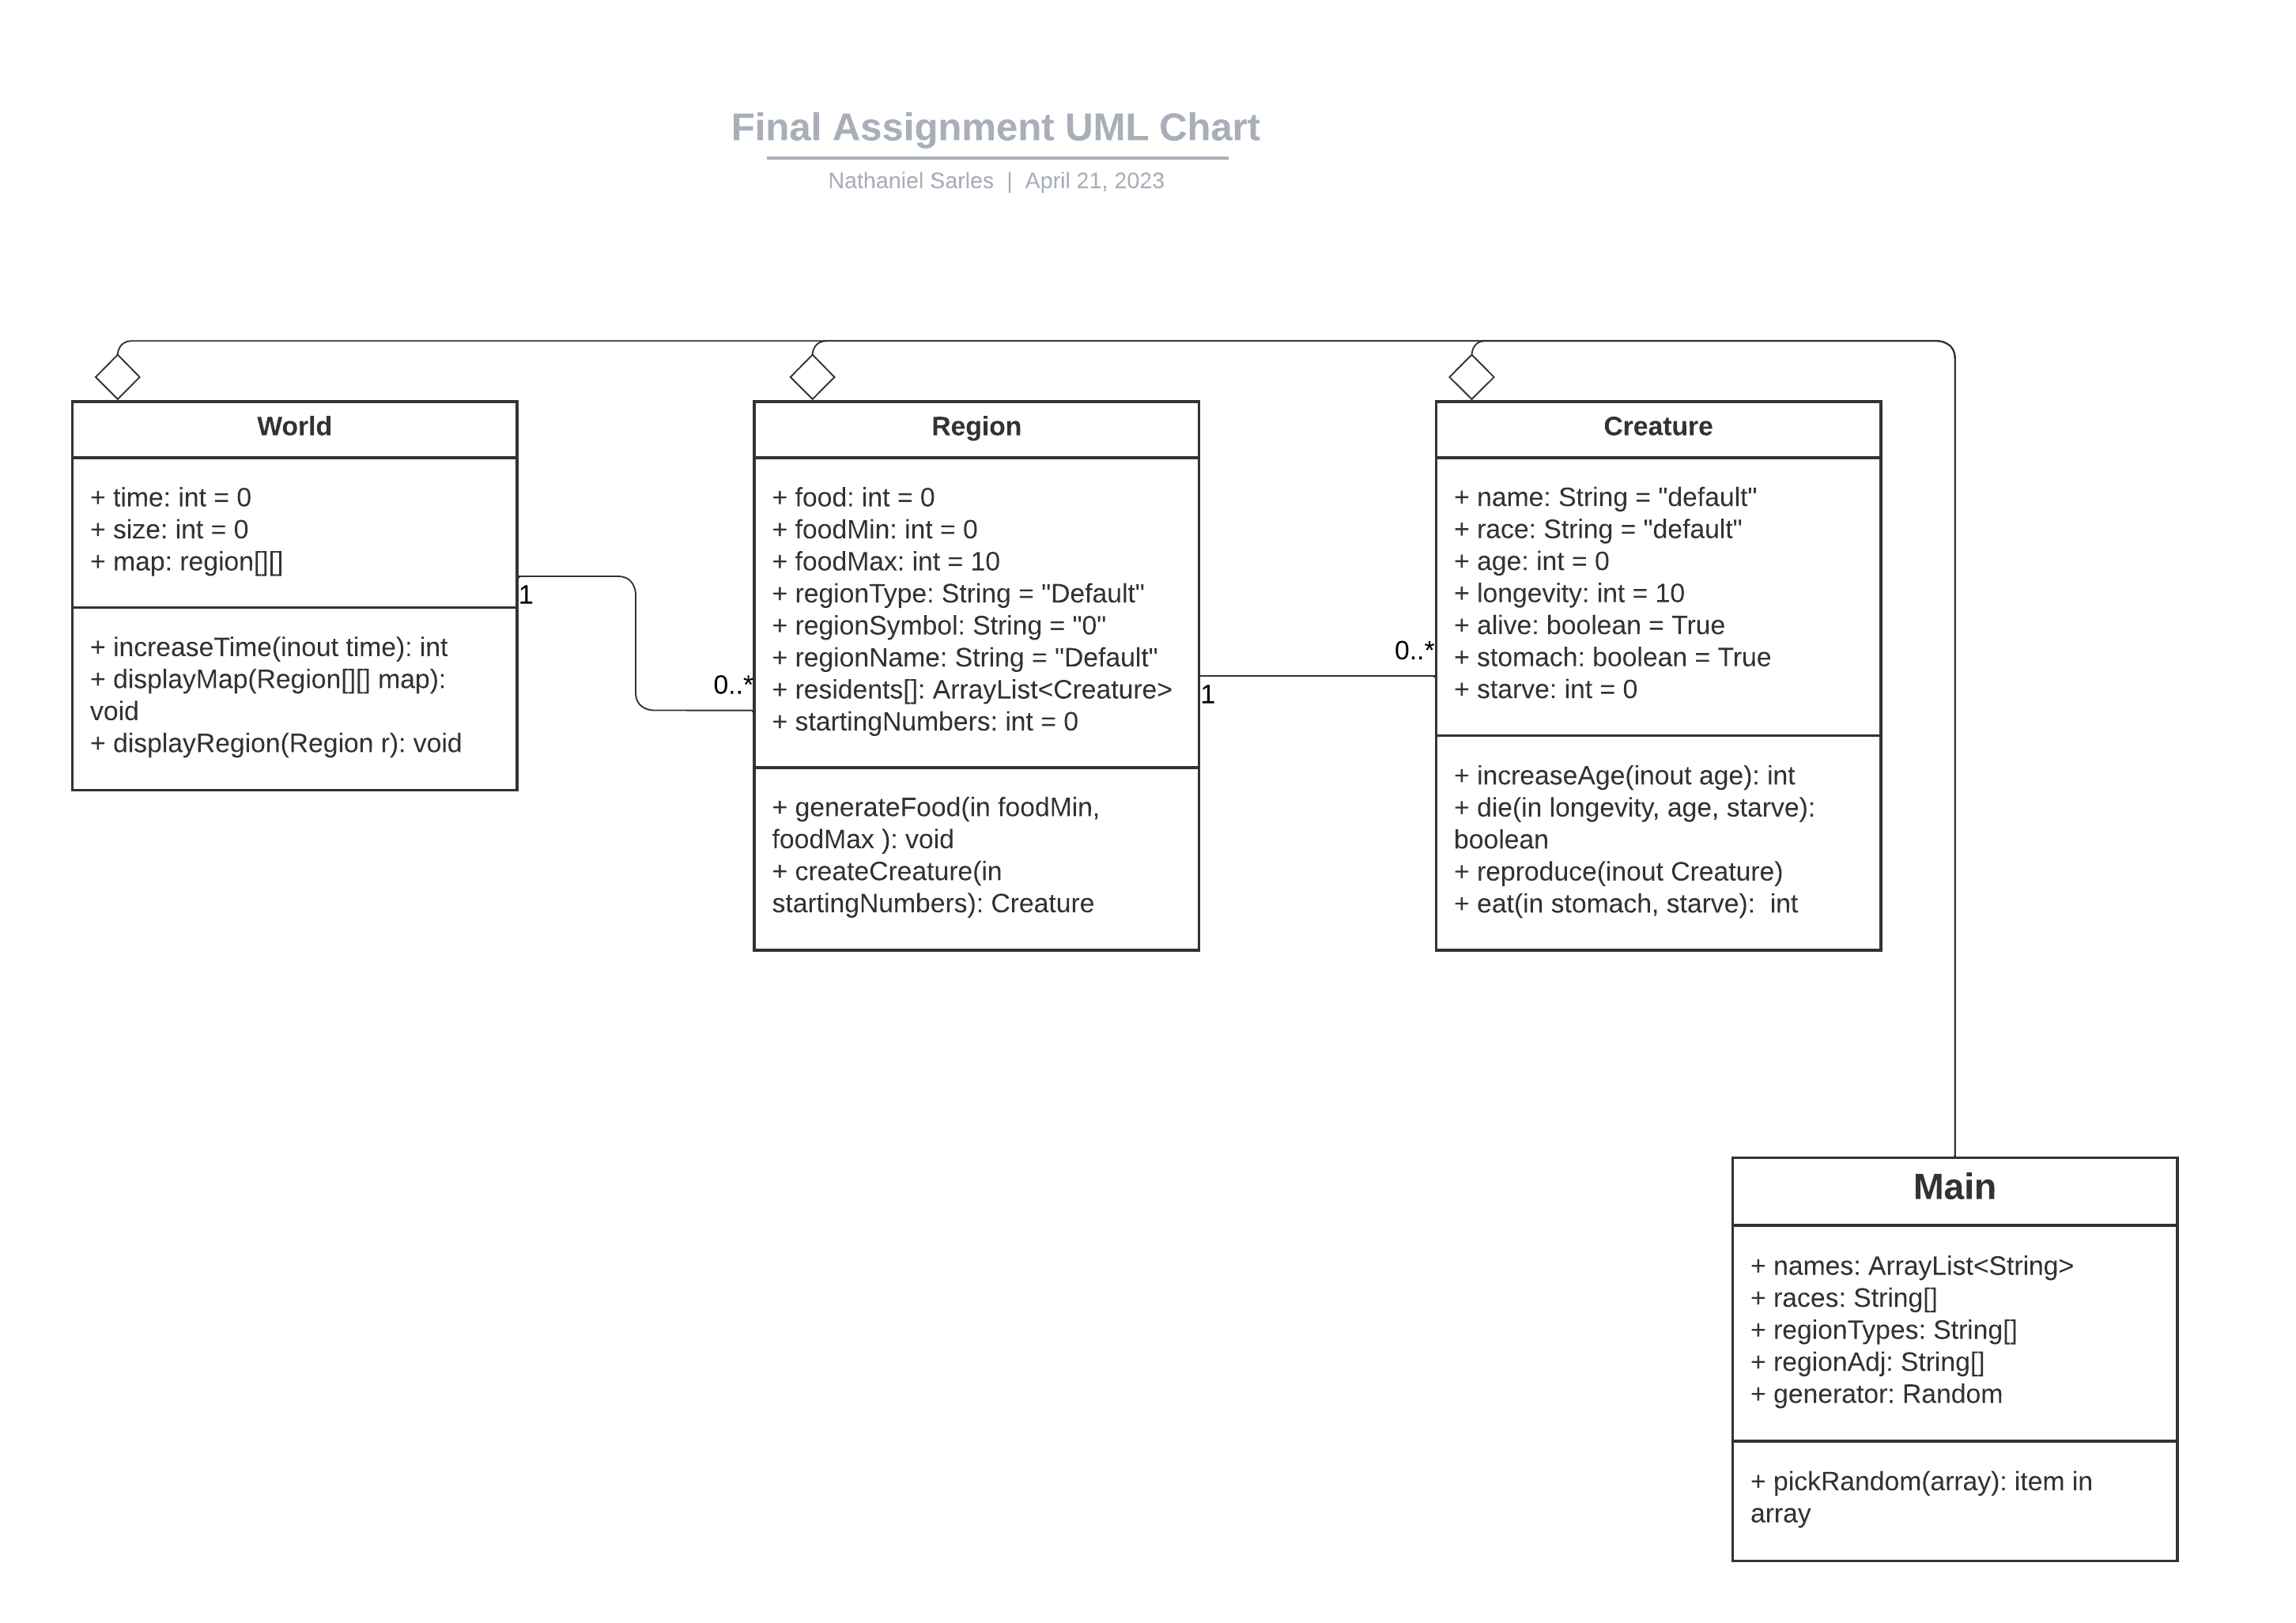 Final Assignment UML Chart
Nathaniel Sarles | April 21, 2023
World
+ time: int = 0
+ size: int = 0
+ map: region[][]
+ increaseTime(inout time): int
+ displayMap(Region[][] map):
void
+ displayRegion(Region r): void
1
0..*
Region
+ food: int = 0
+ foodMin: int = 0
+ foodMax: int = 10
+ regionType: String = "Default"
+ regionSymbol: String = "0"
+ regionName: String = "Default"
+ residents[]: ArrayList<Creature>
+ startingNumbers: int = 0
+ generateFood(in foodMin,
foodMax ): void
+ createCreature(in
startingNumbers): Creature
1
0..*
Creature
+ name: String = "default"
+ race: String = "default"
+ age: int = 0
+ longevity: int = 10
+ alive: boolean = True
+ stomach: boolean = True
+ starve: int = 0
+ increaseAge(inout age): int
+ die(in longevity, age, starve):
boolean
+ reproduce(inout Creature)
+ eat(in stomach, starve):  int
Main
+ names: ArrayList<String>
+ races: String[]
+ regionTypes: String[]
+ regionAdj: String[]
+ generator: Random
+ pickRandom(array): item in
array